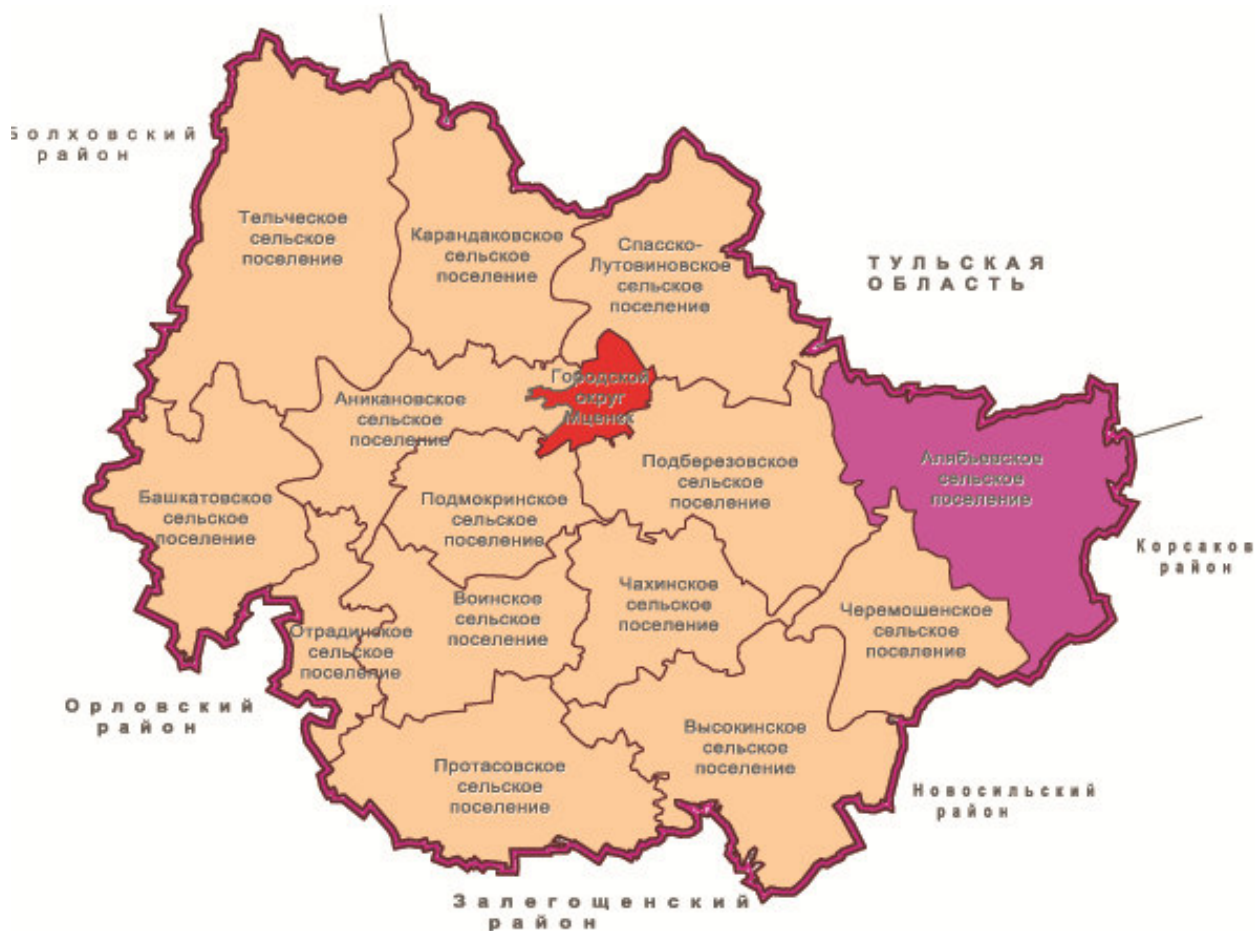 Болховский
район
Тельческое
сельское
поселение
Карандаковское
сельское
поселение
Спасско-
Лутовиновское
сельское
поселение
ТУЛЬСКАЯ
ОБЛАСТЬ
Городской
округ
Мценск
Аникановское
сельское
поселение
Подберезовское
сельское
поселение
Алябьевское
сельское
поселение
Башкатовское
сельское
поселение
Подмокринское
сельское
поселение
Корсаков
район
Воинское
сельское
поселение
Чахинское
сельское
поселение
Черемошенское
сельское
поселение
Отрадинское
сельское
поселение
Орловский
район
Высокинское
сельское
поселение
Протасовское
сельское
поселение
Новосильский
район
Залегощенский
район